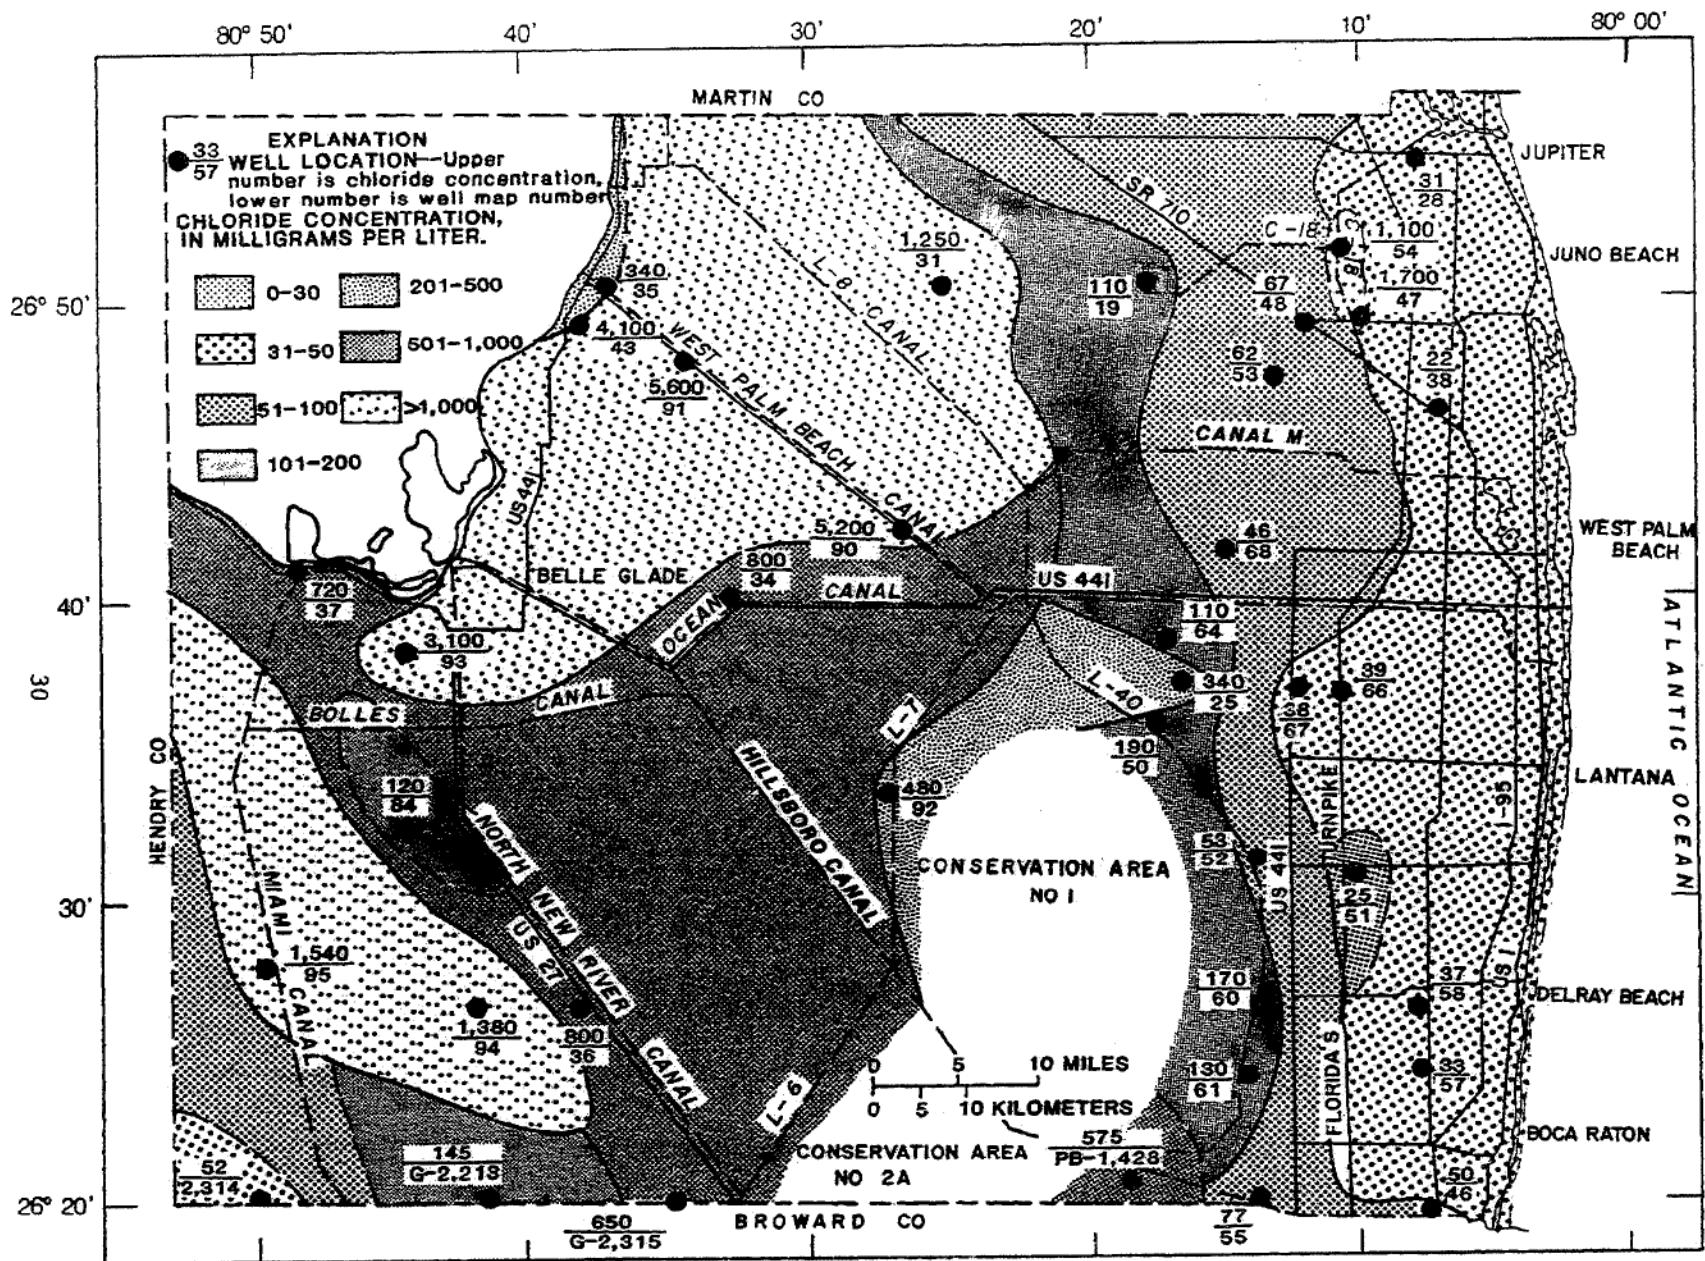 80° 50'
40'
30'
20'
10'
80° 00'
MARTIN CO
EXPLANATION
33
57
WELL LOCATION—Upper
number is chloride concentration,
lower number is well map number
CHLORIDE CONCENTRATION,
IN MILLIGRAMS PER LITER.
0-30
201-500
31-50
501-1,000
51-100
>1,000
101-200
JUPITER
31
28
SR 710
C-18
C-18
1,100
54
JUNO BEACH
1,250
31
L-8 CANAL
340
35
110
19
67
48
1,700
47
26° 50'
4,100
43
WEST PALM BEACH CANAL
5,600
91
62
53
22
38
CANAL M
US 441
5,200
90
46
68
WEST PALM
BEACH
800
34
BELLE GLADE
CANAL
US 441
720
37
40'
OCEAN
110
64
ATLANTIC OCEAN
3,100
93
30'
L-40
340
25
39
66
38
67
BOLLES
CANAL
L-7
190
50
HENDRY CO
120
84
480
92
HILLSBORO CANAL
TURNPIKE
I-95
LANTANA
NORTH NEW RIVER CANAL
53
52
US 441
CONSERVATION AREA
NO 1
25
51
30'
MIAMI CANAL
US 27
1,540
95
170
60
37
58
US 1
DELRAY BEACH
1,380
94
800
36
0 5 10 MILES
0 5 10 KILOMETERS
130
61
33
57
L-6
FLORIDA'S
575
PB-1,428
BOCA RATON
145
G-2,213
CONSERVATION AREA
NO 2A
52
2,314
50
46
26° 20'
650
G-2,315
BROWARD CO
77
55